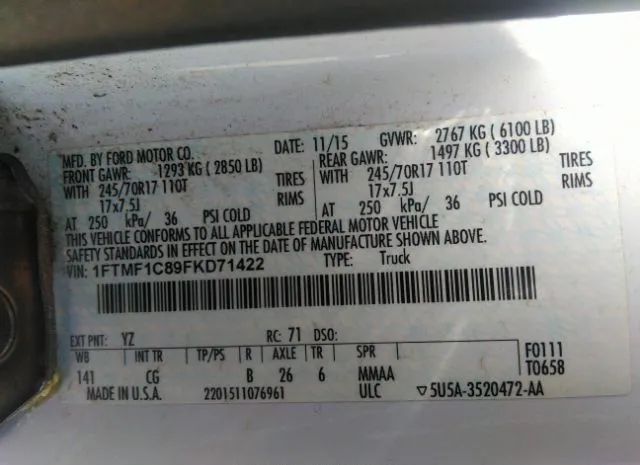 MFD. BY FORD MOTOR CO. DATE: 11/15 GVWR: 2767 KG ( 6100 LB)
FRONT GAWR: 1293 KG ( 2850 LB) REAR GAWR: 1497 KG ( 3300 LB)
WITH 245/70R17 110T TIRES WITH 245/70R17 110T TIRES
17x7.5J RIMS 17x7.5J RIMS
AT 250 kPa/ 36 PSI COLD AT 250 kPa/ 36 PSI COLD
THIS VEHICLE CONFORMS TO ALL APPLICABLE FEDERAL MOTOR VEHICLE
SAFETY STANDARDS IN EFFECT ON THE DATE OF MANUFACTURE SHOWN ABOVE.
VIN: 1FTMF1C89FKD71422 TYPE: Truck
EXT PNT: YZ RC: 71 DSO:
WB INT TR TP/PS R AXLE TR SPR F0111
141 CG B 26 6 MMAA T0658
MADE IN U.S.A. 2201511076961 ULC ▽5U5A-3520472-AA